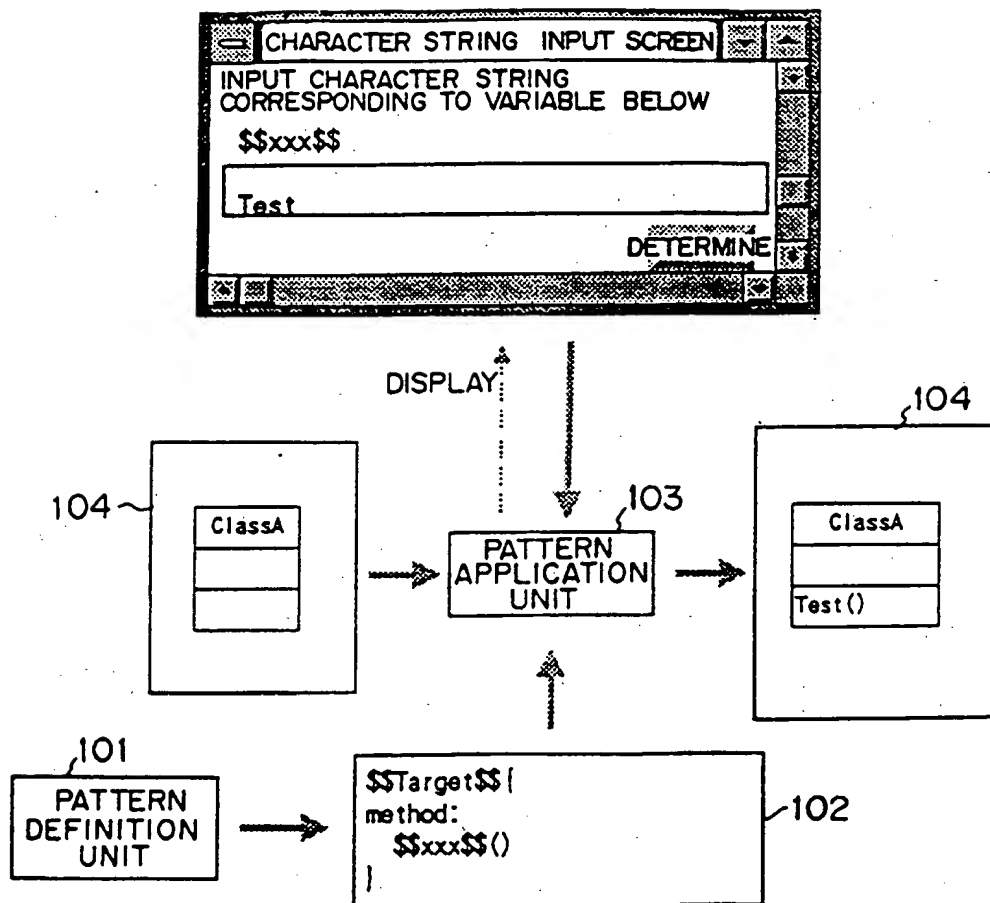 CHARACTER STRING INPUT SCREEN
INPUT CHARACTER STRING
CORRESPONDING TO VARIABLE BELOW
$$xxx$$
Test
DETERMINE
DISPLAY
104
ClassA
103
PATTERN
APPLICATION
UNIT
104
ClassA
Test()
101
PATTERN
DEFINITION
UNIT
$$Target$${
method:
$$xxx$$()
}
102